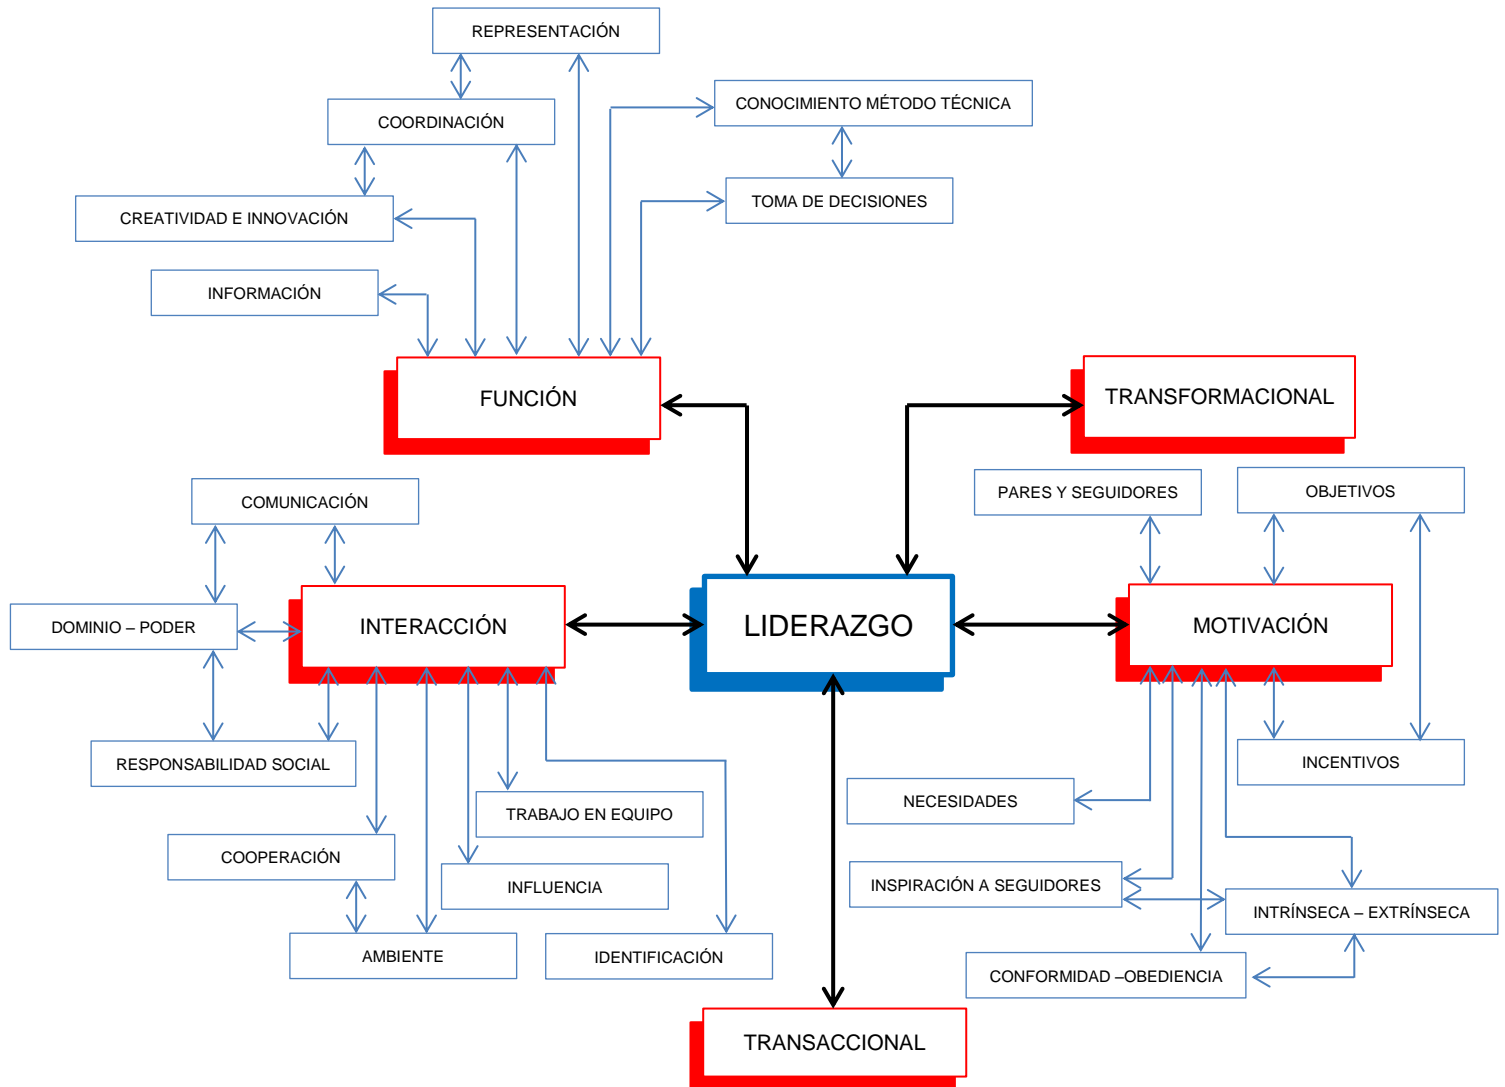 REPRESENTACIÓN
CONOCIMIENTO MÉTODO TÉCNICA
COORDINACIÓN
TOMA DE DECISIONES
CREATIVIDAD E INNOVACIÓN
INFORMACIÓN
FUNCIÓN
TRANSFORMACIONAL
COMUNICACIÓN
PARES Y SEGUIDORES
OBJETIVOS
DOMINIO – PODER
INTERACCIÓN
LIDERAZGO
MOTIVACIÓN
RESPONSABILIDAD SOCIAL
INCENTIVOS
NECESIDADES
TRABAJO EN EQUIPO
COOPERACIÓN
INFLUENCIA
INSPIRACIÓN A SEGUIDORES
INTRÍNSECA – EXTRÍNSECA
AMBIENTE
IDENTIFICACIÓN
CONFORMIDAD –OBEDIENCIA
TRANSACCIONAL